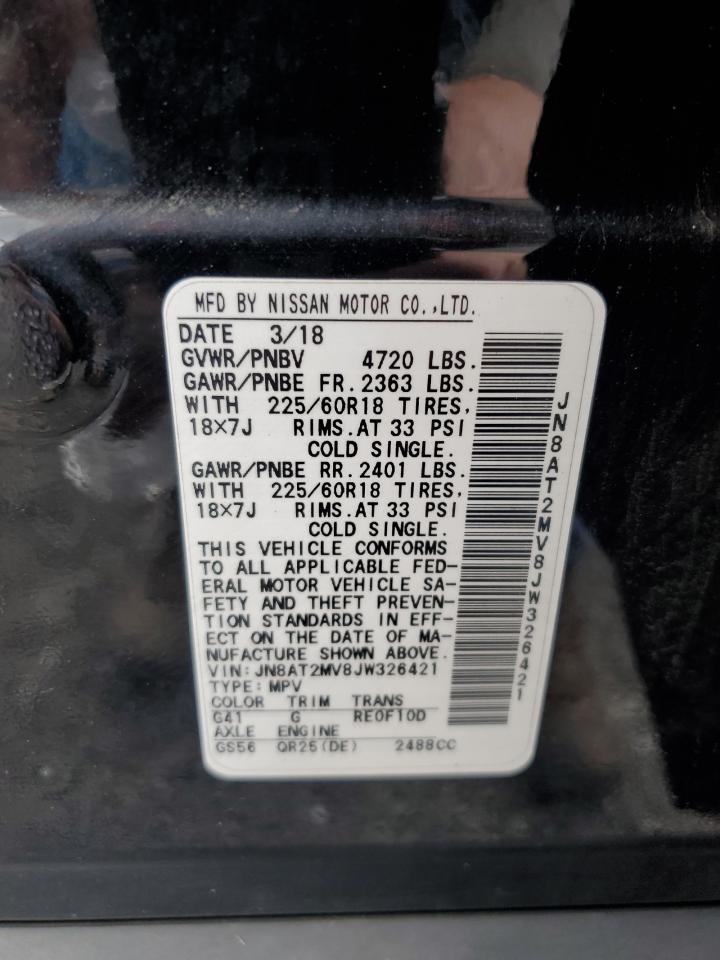 MFD BY NISSAN MOTOR CO.,LTD.
DATE 3/18
GVWR/PNBV 4720 LBS.
GAWR/PNBE FR.2363 LBS.
WITH 225/60R18 TIRES,
18×7J RIMS.AT 33 PSI
COLD SINGLE.
GAWR/PNBE RR.2401 LBS.
WITH 225/60R18 TIRES,
18×7J RIMS.AT 33 PSI
COLD SINGLE.
THIS VEHICLE CONFORMS
TO ALL APPLICABLE FED-
ERAL MOTOR VEHICLE SA-
FETY AND THEFT PREVEN-
TION STANDARDS IN EFF-
ECT ON THE DATE OF MA-
NUFACTURE SHOWN ABOVE.
VIN:JN8AT2MV8JW326421
TYPE:MPV
COLOR TRIM TRANS
G41 G RE0F10D
AXLE ENGINE
GS56 QR25(DE) 2488CC
JN8AT2MV8JW326421